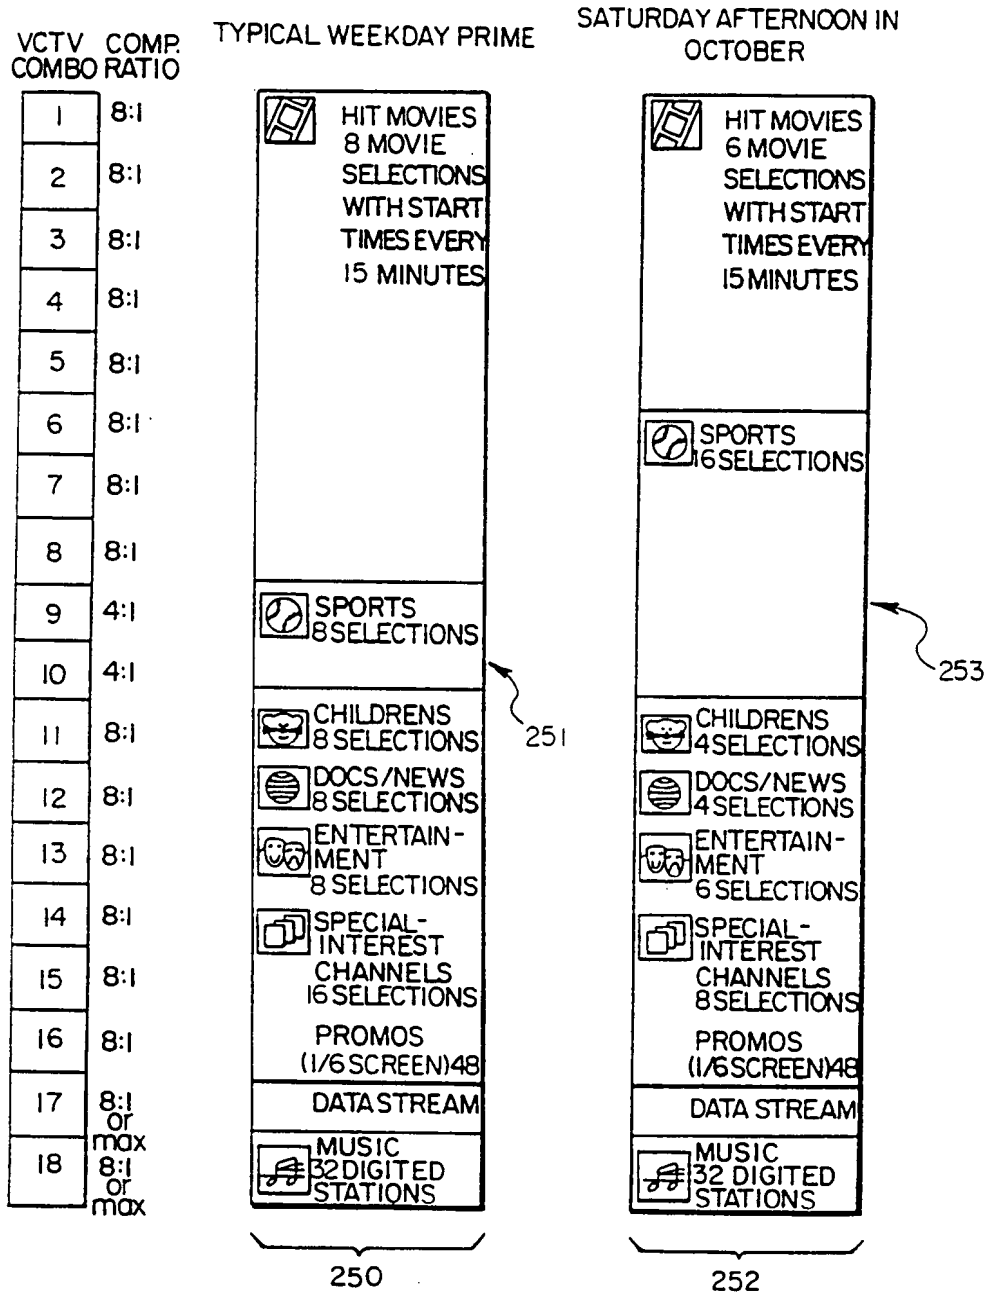 VCTV COMP.
COMBO RATIO
TYPICAL WEEKDAY PRIME
SATURDAY AFTERNOON IN
OCTOBER
1 8:1
2 8:1
3 8:1
4 8:1
5 8:1
6 8:1
7 8:1
8 8:1
9 4:1
10 4:1
11 8:1
12 8:1
13 8:1
14 8:1
15 8:1
16 8:1
17 8:1
or
max
18 8:1
or
max
HIT MOVIES
8 MOVIE
SELECTIONS
WITH START
TIMES EVERY
15 MINUTES
SPORTS
8 SELECTIONS
251
CHILDRENS
8 SELECTIONS
DOCS/NEWS
8 SELECTIONS
ENTERTAIN-
MENT
8 SELECTIONS
SPECIAL-
INTEREST
CHANNELS
16 SELECTIONS
PROMOS
(1/6 SCREEN)48
DATA STREAM
MUSIC
32 DIGITED
STATIONS
250
HIT MOVIES
6 MOVIE
SELECTIONS
WITH START
TIMES EVERY
15 MINUTES
SPORTS
16 SELECTIONS
253
CHILDRENS
4 SELECTIONS
DOCS/NEWS
4 SELECTIONS
ENTERTAIN-
MENT
6 SELECTIONS
SPECIAL-
INTEREST
CHANNELS
8 SELECTIONS
PROMOS
(1/6 SCREEN)48
DATA STREAM
MUSIC
32 DIGITED
STATIONS
252